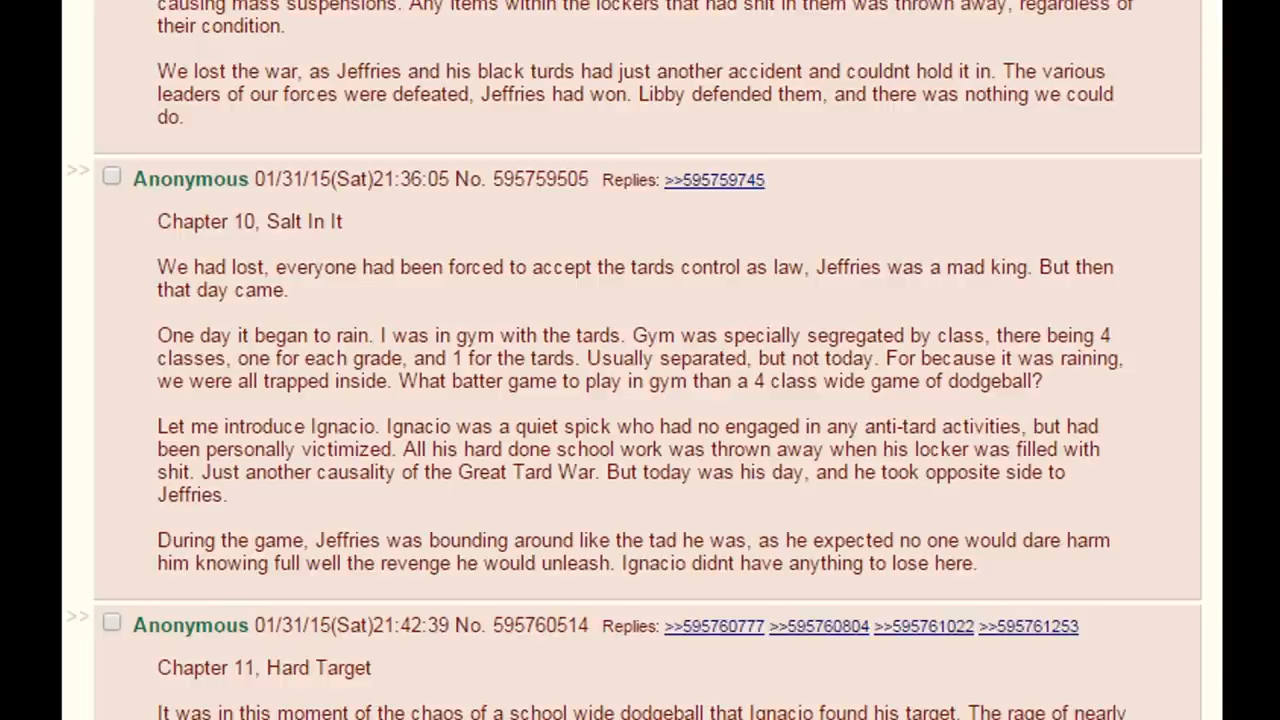 causing mass suspensions. Any items within the lockers that had shit in them was thrown away, regardless of
their condition.
We lost the war, as Jeffries and his black turds had just another accident and couldnt hold it in. The various
leaders of our forces were defeated, Jeffries had won. Libby defended them, and there was nothing we could
do.
>>
Anonymous 01/31/15(Sat)21:36:05 No. 595759505 Replies: >>595759745
Chapter 10, Salt In It
We had lost, everyone had been forced to accept the tards control as law, Jeffries was a mad king. But then
that day came.
One day it began to rain. I was in gym with the tards. Gym was specially segregated by class, there being 4
classes, one for each grade, and 1 for the tards. Usually separated, but not today. For because it was raining,
we were all trapped inside. What batter game to play in gym than a 4 class wide game of dodgeball?
Let me introduce Ignacio. Ignacio was a quiet spick who had no engaged in any anti-tard activities, but had
been personally victimized. All his hard done school work was thrown away when his locker was filled with
shit. Just another causality of the Great Tard War. But today was his day, and he took opposite side to
Jeffries.
During the game, Jeffries was bounding around like the tad he was, as he expected no one would dare harm
him knowing full well the revenge he would unleash. Ignacio didnt have anything to lose here.
>>
Anonymous 01/31/15(Sat)21:42:39 No. 595760514 Replies: >>595760777 >>595760804 >>595761022 >>595761253
Chapter 11, Hard Target
It was in this moment of the chaos of a school wide dodgeball that Ignacio found his target. The rage of nearly